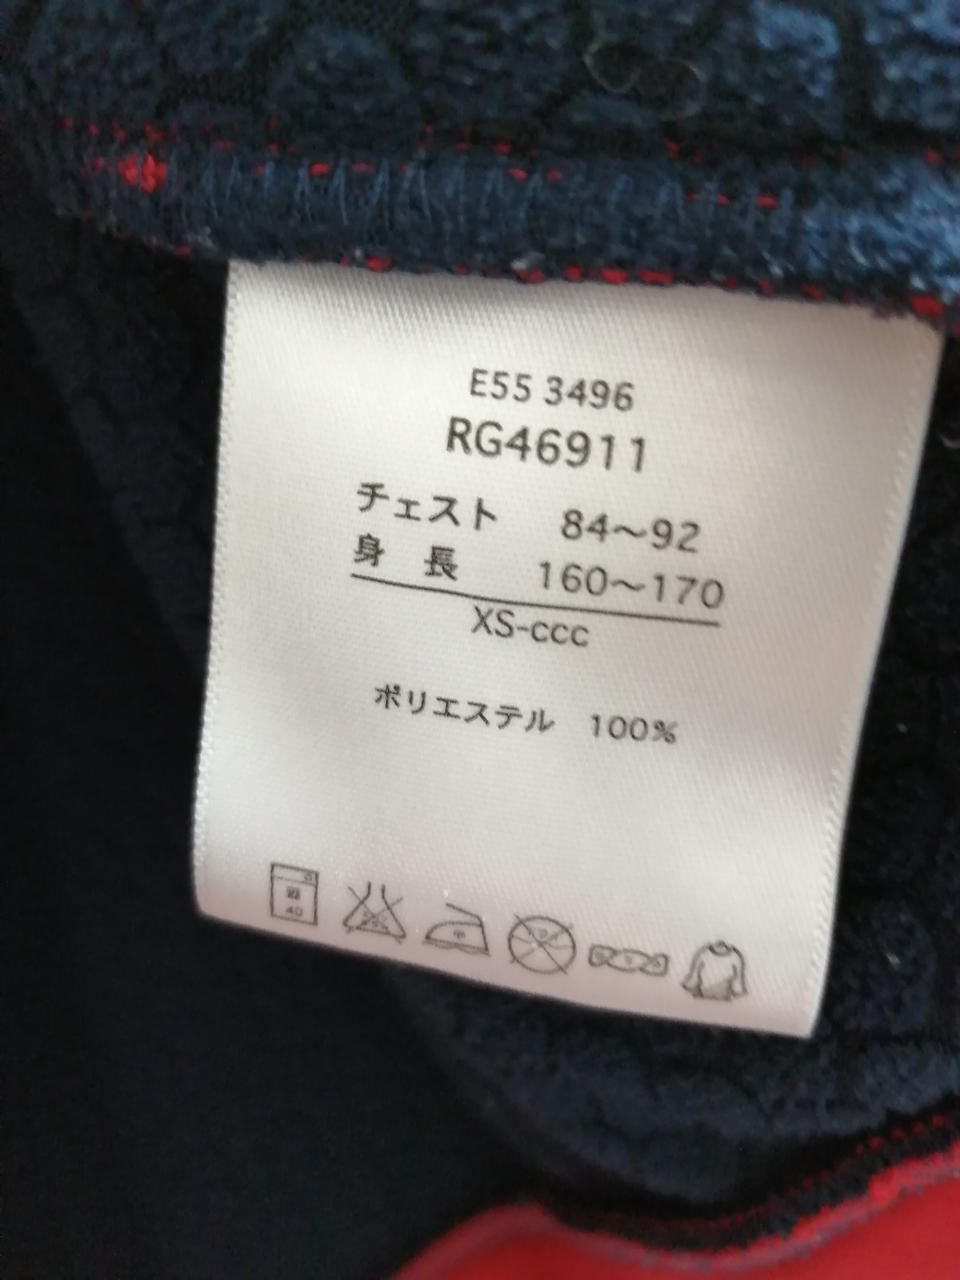 E55 3496
RG46911
チェスト 84～92
身 長 160～170
XS-ccc
ポリエステル 100%
40